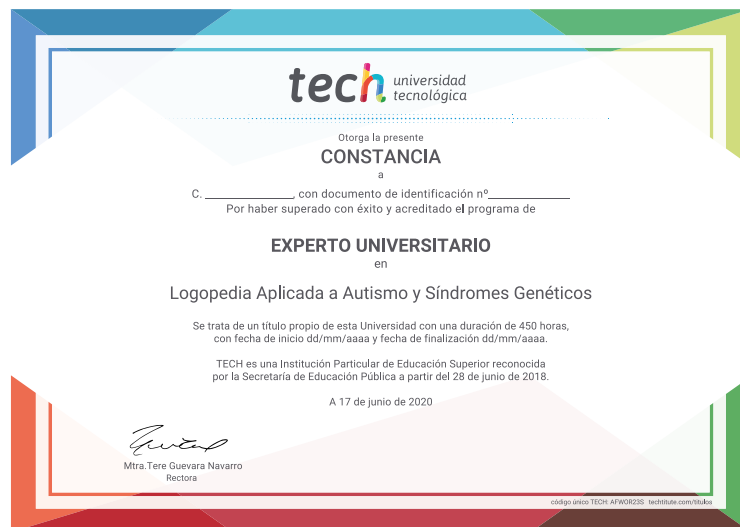 tech universidad
tecnológica
Otorga la presente
CONSTANCIA
a
C. ______________, con documento de identificación nº______________
Por haber superado con éxito y acreditado el programa de
EXPERTO UNIVERSITARIO
en
Logopedia Aplicada a Autismo y Síndromes Genéticos
Se trata de un título propio de esta Universidad con una duración de 450 horas,
con fecha de inicio dd/mm/aaaa y fecha de finalización dd/mm/aaaa.
TECH es una Institución Particular de Educación Superior reconocida
por la Secretaría de Educación Pública a partir del 28 de junio de 2018.
A 17 de junio de 2020
Mtra.Tere Guevara Navarro
Rectora
código único TECH: AFWOR23S techtitute.com/titulos